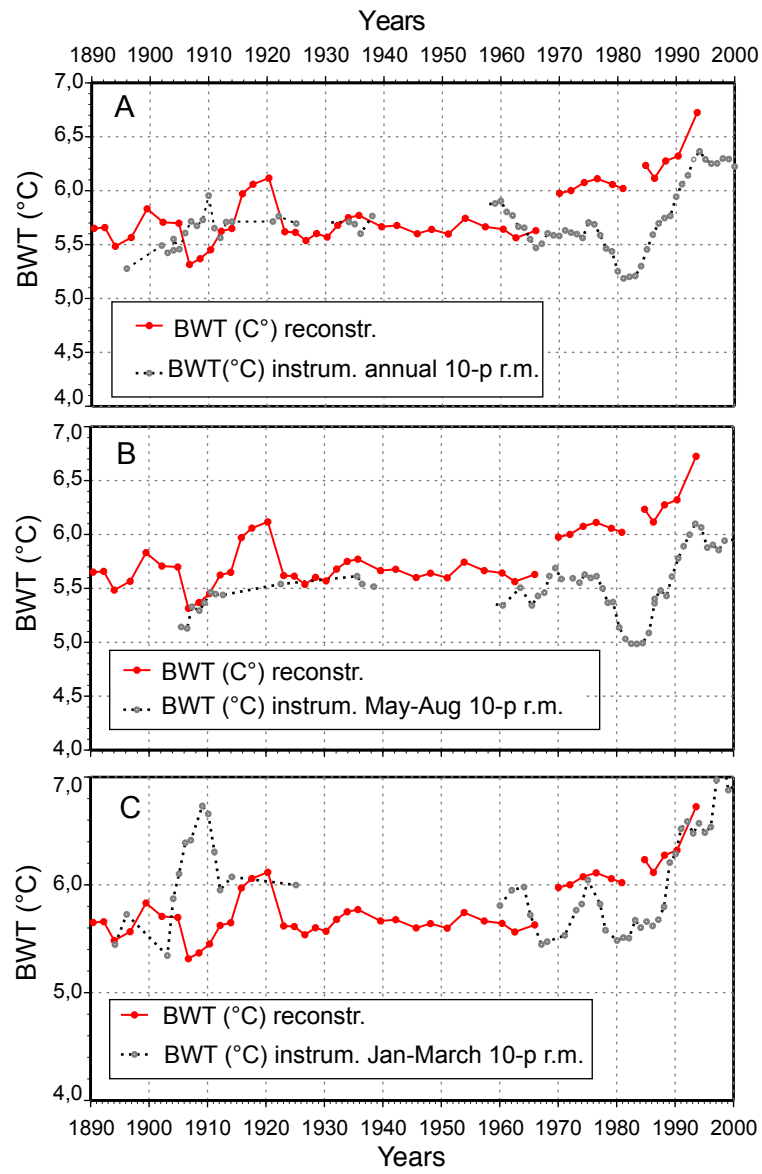 Years
1890 1900 1910 1920 1930 1940 1950 1960 1970 1980 1990 2000
A
7,0
6,5
6,0
5,5
5,0
4,5
4,0
BWT (°C)
BWT (C°) reconstr.
BWT(°C) instrum. annual 10-p r.m.
B
7,0
6,5
6,0
5,5
5,0
4,5
4,0
BWT (°C)
BWT (C°) reconstr.
BWT (°C) instrum. May-Aug 10-p r.m.
C
7,0
6,0
5,0
4,0
BWT (°C)
BWT (°C) reconstr.
BWT (°C) instrum. Jan-March 10-p r.m.
1890 1900 1910 1920 1930 1940 1950 1960 1970 1980 1990 2000
Years